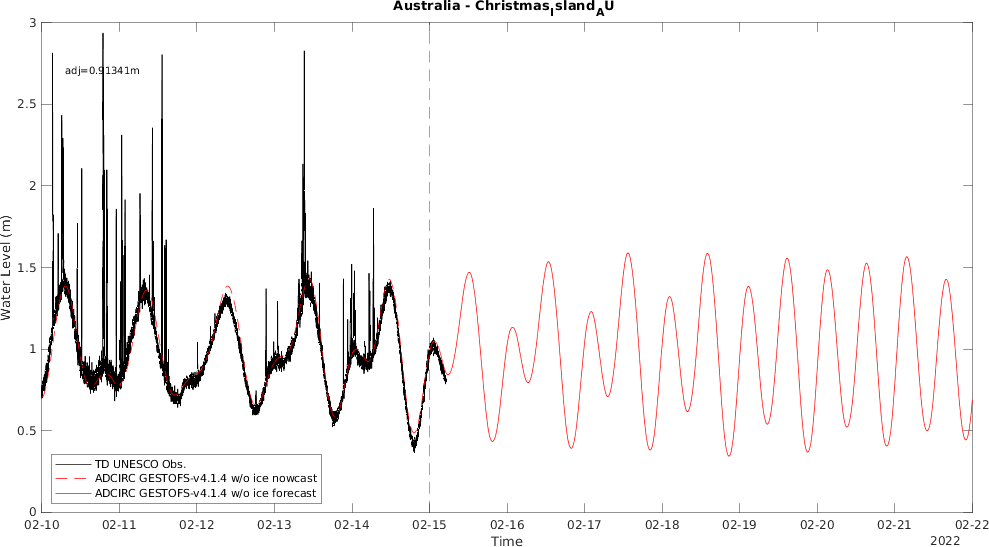 Australia - Christmas_Island_AU
3
adj=0.91341m
2.5
2
1.5
Water Level (m)
1
0.5
TD UNESCO Obs.
ADCIRC GESTOFS-v4.1.4 w/o ice nowcast
ADCIRC GESTOFS-v4.1.4 w/o ice forecast
0
02-10 02-11 02-12 02-13 02-14 02-15 02-16 02-17 02-18 02-19 02-20 02-21 02-22
Time
2022